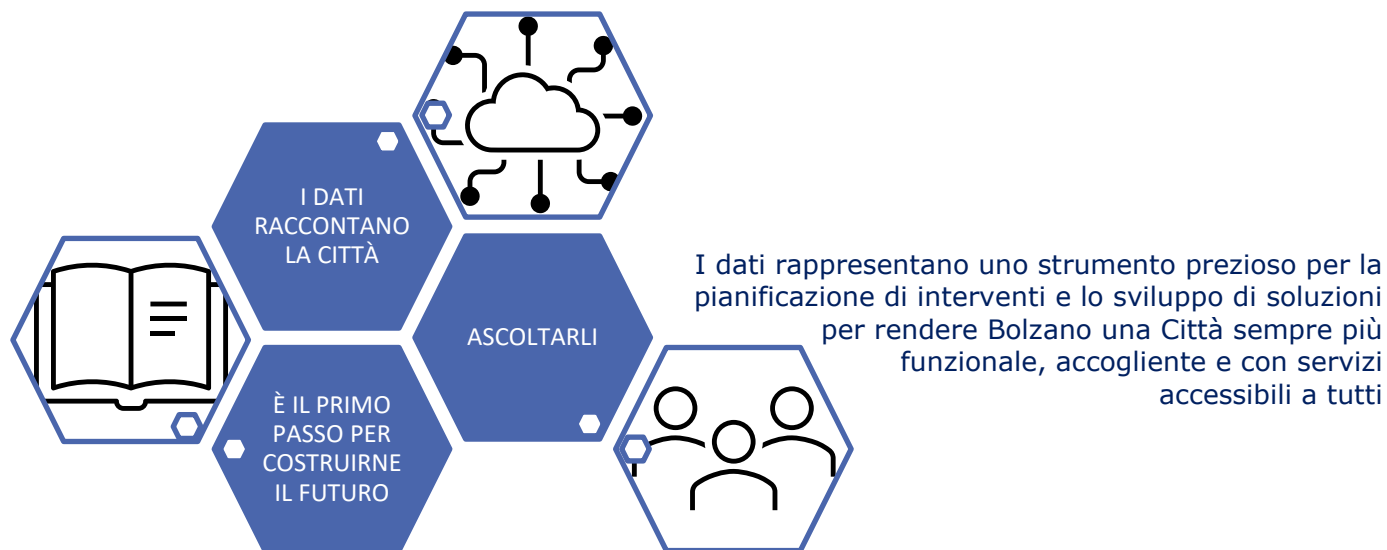 I DATI
RACCONTANO
LA CITTÀ
ASCOLTARLI
È IL PRIMO
PASSO PER
COSTRUIRNE
IL FUTURO
I dati rappresentano uno strumento prezioso per la
pianificazione di interventi e lo sviluppo di soluzioni
per rendere Bolzano una Città sempre più
funzionale, accogliente e con servizi
accessibili a tutti